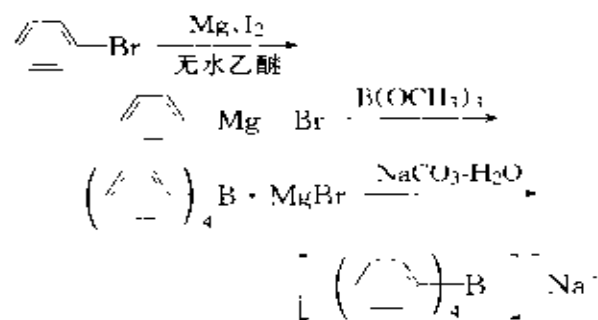 Br Mg、I2
无水乙醚
Mg Br B(OCH3)3
( )4 B · MgBr NaCO3-H2O
[ ( )4 B ] Na